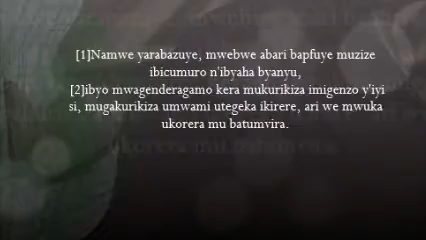 [1]Namwe yarabazuye, mwebwe abari bapfuye muzize
ibicumuro n'ibyaha byanyu,
[2]ibyo mwagenderagamo kera mukurikiza imigenzo y'iyi
si, mugakurikiza umwami utegeka ikirere, ari we mwuka
ukorera mu batumvira.